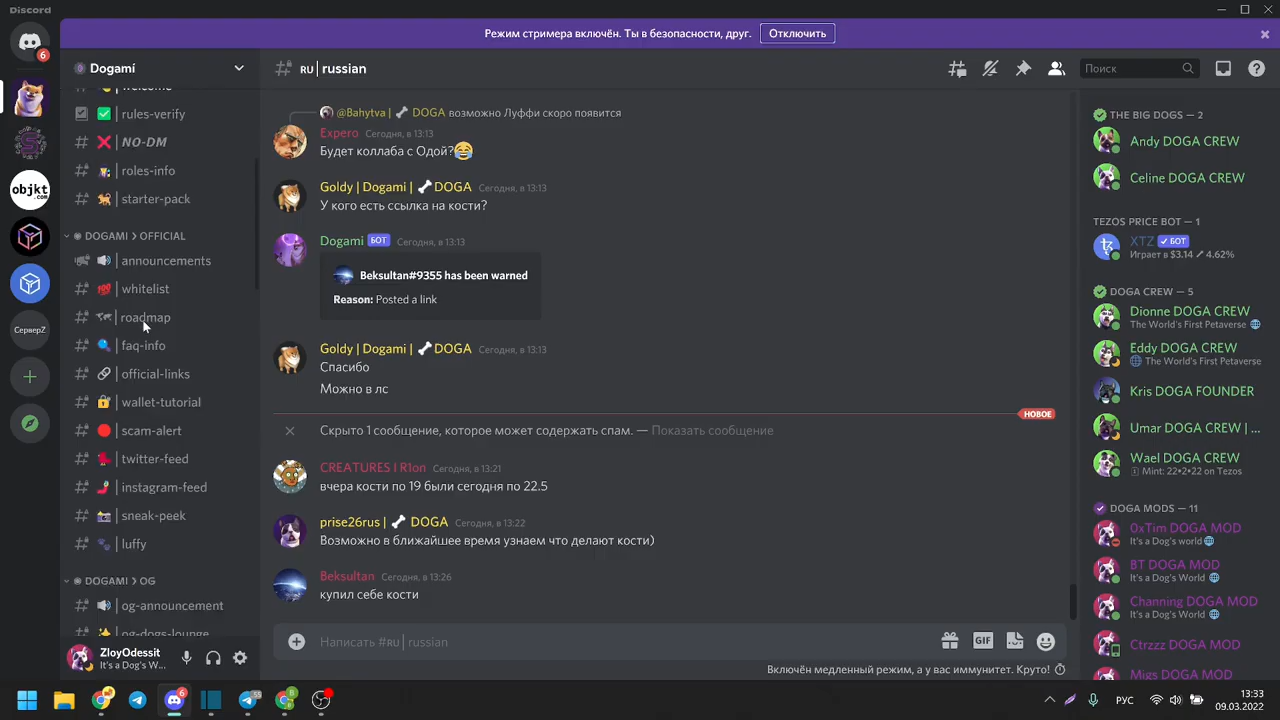 Discord
Режим стримера включён. Ты в безопасности, друг.
Отключить
6
Dogami
RU | russian
Поиск
welcome
rules-verify
NO-DM
roles-info
starter-pack
DOGAMI > OFFICIAL
announcements
whitelist
roadmap
faq-info
official-links
wallet-tutorial
scam-alert
twitter-feed
instagram-feed
sneak-peek
luffy
DOGAMI > OG
og-announcement
og-dogs-lounge
objkt
.com
СерверZ
ZloyOdessit
It's a Dog's W...
@Bahytva | DOGA возможно Луффи скоро появится
Expero Сегодня, в 13:13
Будет коллаба с Одой?😂
Goldy | Dogami | DOGA Сегодня, в 13:13
У кого есть ссылка на кости?
Dogami БОТ Сегодня, в 13:13
Beksultan#9355 has been warned
Reason: Posted a link
Goldy | Dogami | DOGA Сегодня, в 13:13
Спасибо
Можно в лс
НОВОЕ
Скрыто 1 сообщение, которое может содержать спам. — Показать сообщение
CREATURES I R1on Сегодня, в 13:21
вчера кости по 19 были сегодня по 22.5
prise26rus | DOGA Сегодня, в 13:22
Возможно в ближайшее время узнаем что делают кости)
Beksultan Сегодня, в 13:26
купил себе кости
Написать #RU | russian
GIF
Включён медленный режим, а у вас иммунитет. Круто!
THE BIG DOGS — 2
Andy DOGA CREW
Celine DOGA CREW
TEZOS PRICE BOT — 1
XTZ ✓ БОТ
Играет в $3.14 / 4.62%
DOGA CREW — 5
Dionne DOGA CREW
The World's First Petaverse
Eddy DOGA CREW
The World's First Petaverse
Kris DOGA FOUNDER
Umar DOGA CREW | ...
Wael DOGA CREW
Mint: 22•2•22 on Tezos
DOGA MODS — 11
0xTim DOGA MOD
It's a Dog's world
BT DOGA MOD
It's a Dog's World
Channing DOGA MOD
It's a Dog's World
Ctrzzz DOGA MOD
Migs DOGA MOD
6
55
РУС
13:33
09.03.2022